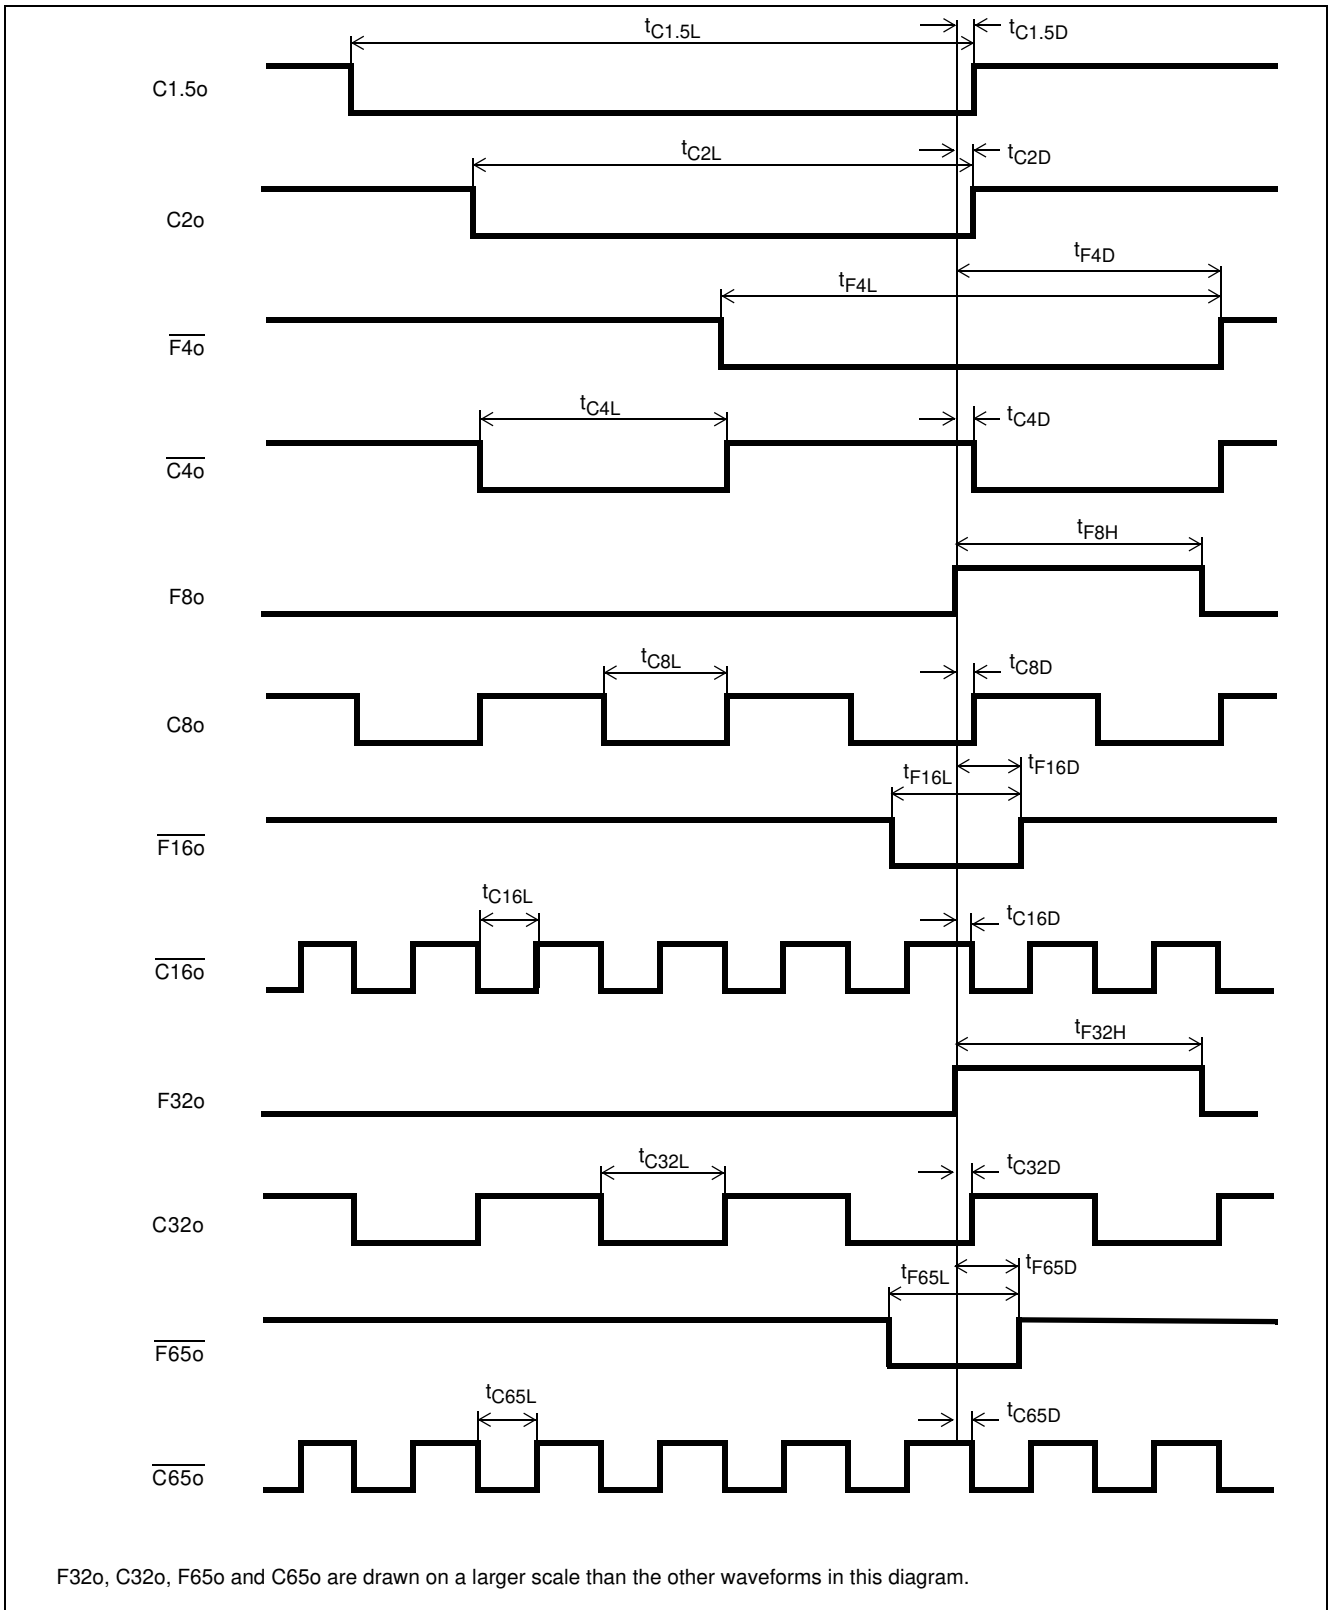 tC1.5L tC1.5D
C1.5o
tC2L tC2D
C2o
tF4D
tF4L
F4o
tC4L tC4D
C4o
tF8H
F8o
tC8L tC8D
C8o
tF16L tF16D
F16o
tC16L tC16D
C16o
tF32H
F32o
tC32L tC32D
C32o
tF65L tF65D
F65o
tC65L tC65D
C65o
F32o, C32o, F65o and C65o are drawn on a larger scale than the other waveforms in this diagram.